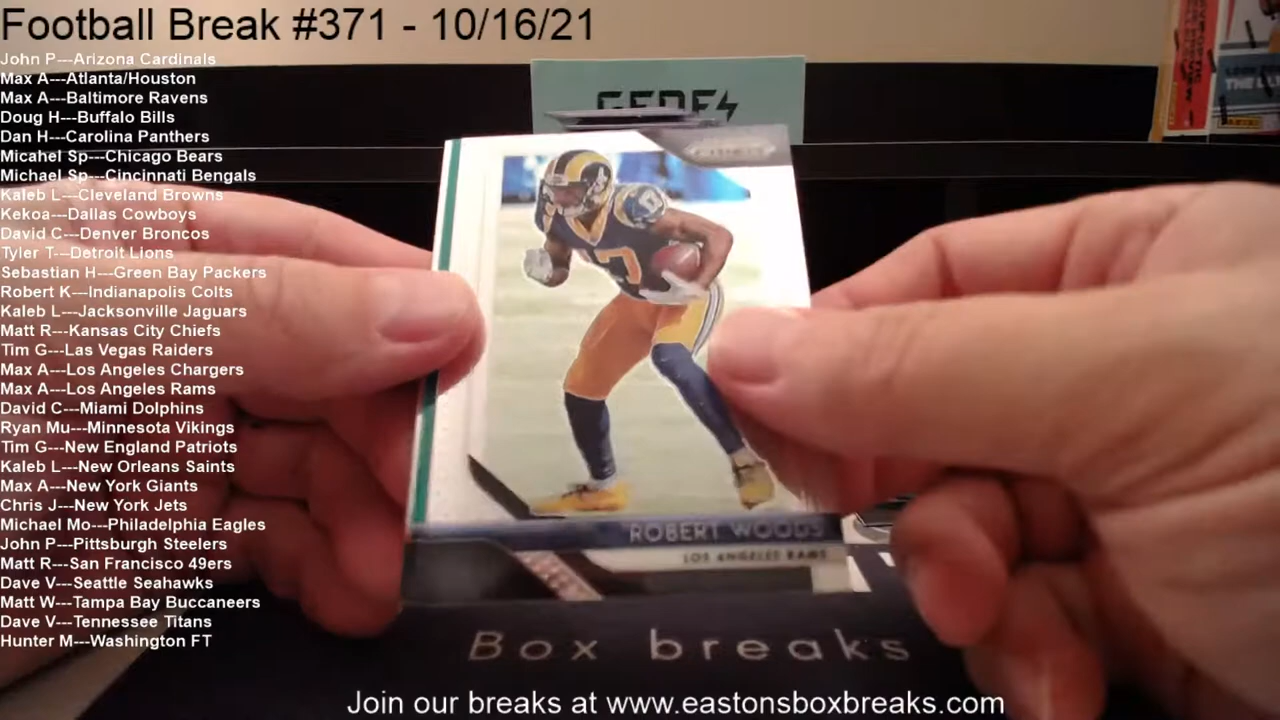 Football Break #371 - 10/16/21
John P---Arizona Cardinals
Max A---Atlanta/Houston
Max A---Baltimore Ravens
Doug H---Buffalo Bills
Dan H---Carolina Panthers
Micahel Sp---Chicago Bears
Michael Sp---Cincinnati Bengals
Kaleb L---Cleveland Browns
Kekoa---Dallas Cowboys
David C---Denver Broncos
Tyler T---Detroit Lions
Sebastian H---Green Bay Packers
Robert K---Indianapolis Colts
Kaleb L---Jacksonville Jaguars
Matt R---Kansas City Chiefs
Tim G---Las Vegas Raiders
Max A---Los Angeles Chargers
Max A---Los Angeles Rams
David C---Miami Dolphins
Ryan Mu---Minnesota Vikings
Tim G---New England Patriots
Kaleb L---New Orleans Saints
Max A---New York Giants
Chris J---New York Jets
Michael Mo---Philadelphia Eagles
John P---Pittsburgh Steelers
Matt R---San Francisco 49ers
Dave V---Seattle Seahawks
Matt W---Tampa Bay Buccaneers
Dave V---Tennessee Titans
Hunter M---Washington FT
PRIZM
17
17
ROBERT WOODS
LOS ANGELES RAMS
Box breaks
Join our breaks at www.eastonsboxbreaks.com